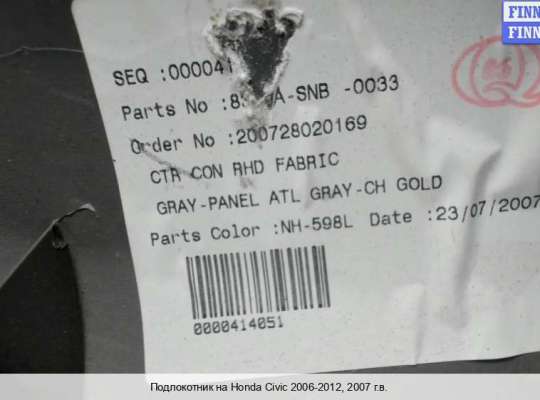 FINN
FINN
SEQ :000041
Parts No :8 A-SNB -0033
Order No :200728020169
CTR CON RHD FABRIC
GRAY-PANEL ATL GRAY-CH GOLD
Parts Color :NH-598L Date :23/07/2007
0000414051
Подлокотник на Honda Civic 2006-2012, 2007 г.в.